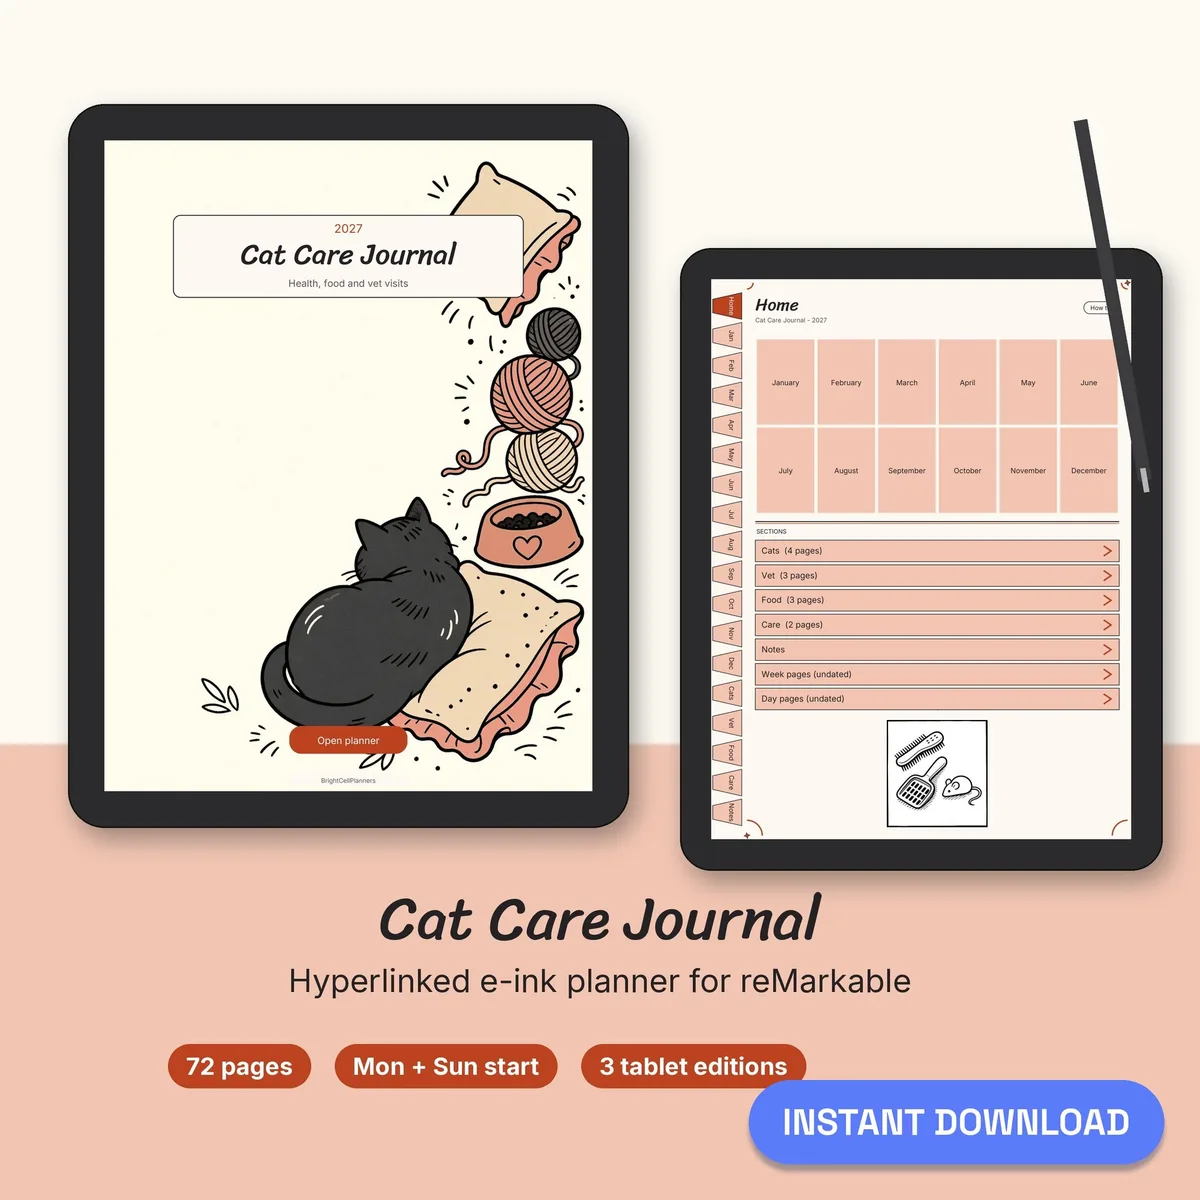 2027
Cat Care Journal
Health, food and vet visits
Open planner
BrightCellPlanners
Home
Cat Care Journal - 2027
How t
Home
Jan
Feb
Mar
Apr
May
Jun
Jul
Aug
Sep
Oct
Nov
Dec
Cats
Vet
Food
Care
Notes
January February March April May June
July August September October November December
SECTIONS
Cats (4 pages)
Vet (3 pages)
Food (3 pages)
Care (2 pages)
Notes
Week pages (undated)
Day pages (undated)
Cat Care Journal
Hyperlinked e-ink planner for reMarkable
72 pages Mon + Sun start 3 tablet editions
INSTANT DOWNLOAD